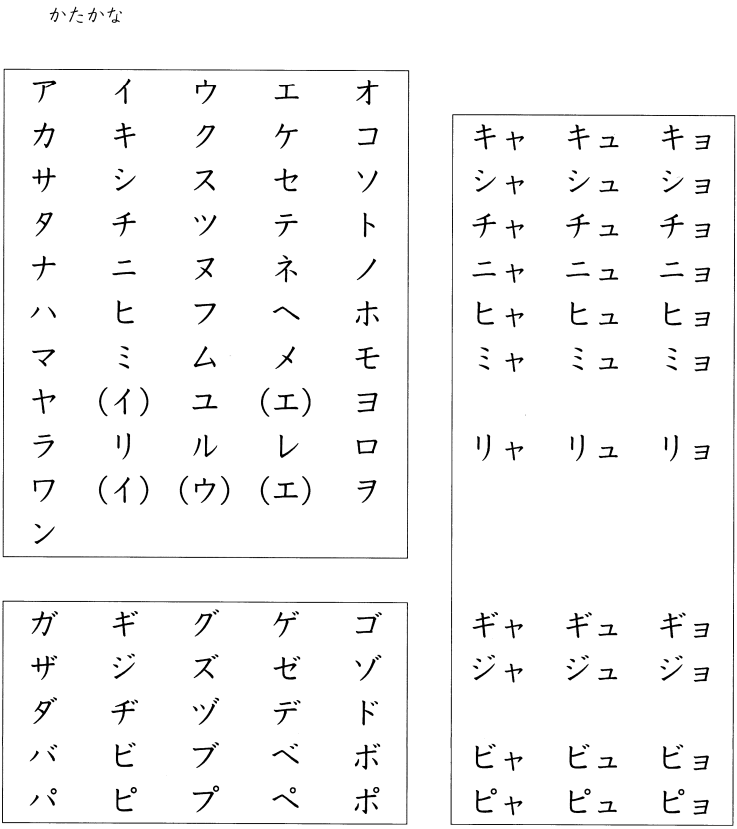 かたかな
ア イ ウ エ オ
カ キ ク ケ コ
サ シ ス セ ソ
タ チ ツ テ ト
ナ ニ ヌ ネ ノ
ハ ヒ フ ヘ ホ
マ ミ ム メ モ
ヤ (イ) ユ (エ) ヨ
ラ リ ル レ ロ
ワ (イ) (ウ) (エ) ヲ
ン
ガ ギ グ ゲ ゴ
ザ ジ ズ ゼ ゾ
ダ ヂ ヅ デ ド
バ ビ ブ ベ ボ
パ ピ プ ペ ポ
キャ キュ キョ
シャ シュ ショ
チャ チュ チョ
ニャ ニュ ニョ
ヒャ ヒュ ヒョ
ミャ ミュ ミョ
リャ リュ リョ
ギャ ギュ ギョ
ジャ ジュ ジョ
ビャ ビュ ビョ
ピャ ピュ ピョ